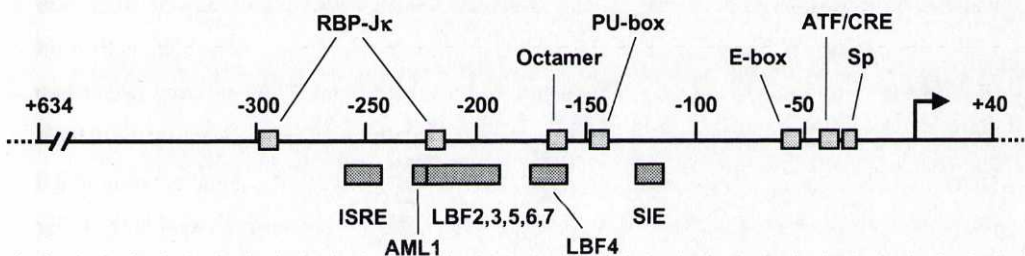 RBP-Jκ PU-box ATF/CRE
Octamer E-box Sp
+634 -300 -250 -200 -150 -100 -50 +40
ISRE LBF2,3,5,6,7 SIE
AML1 LBF4